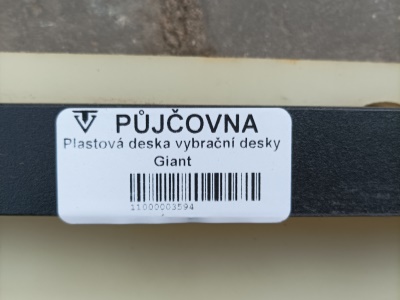 PŮJČOVNA
Plastová deska vybrační desky
Giant
11000003594